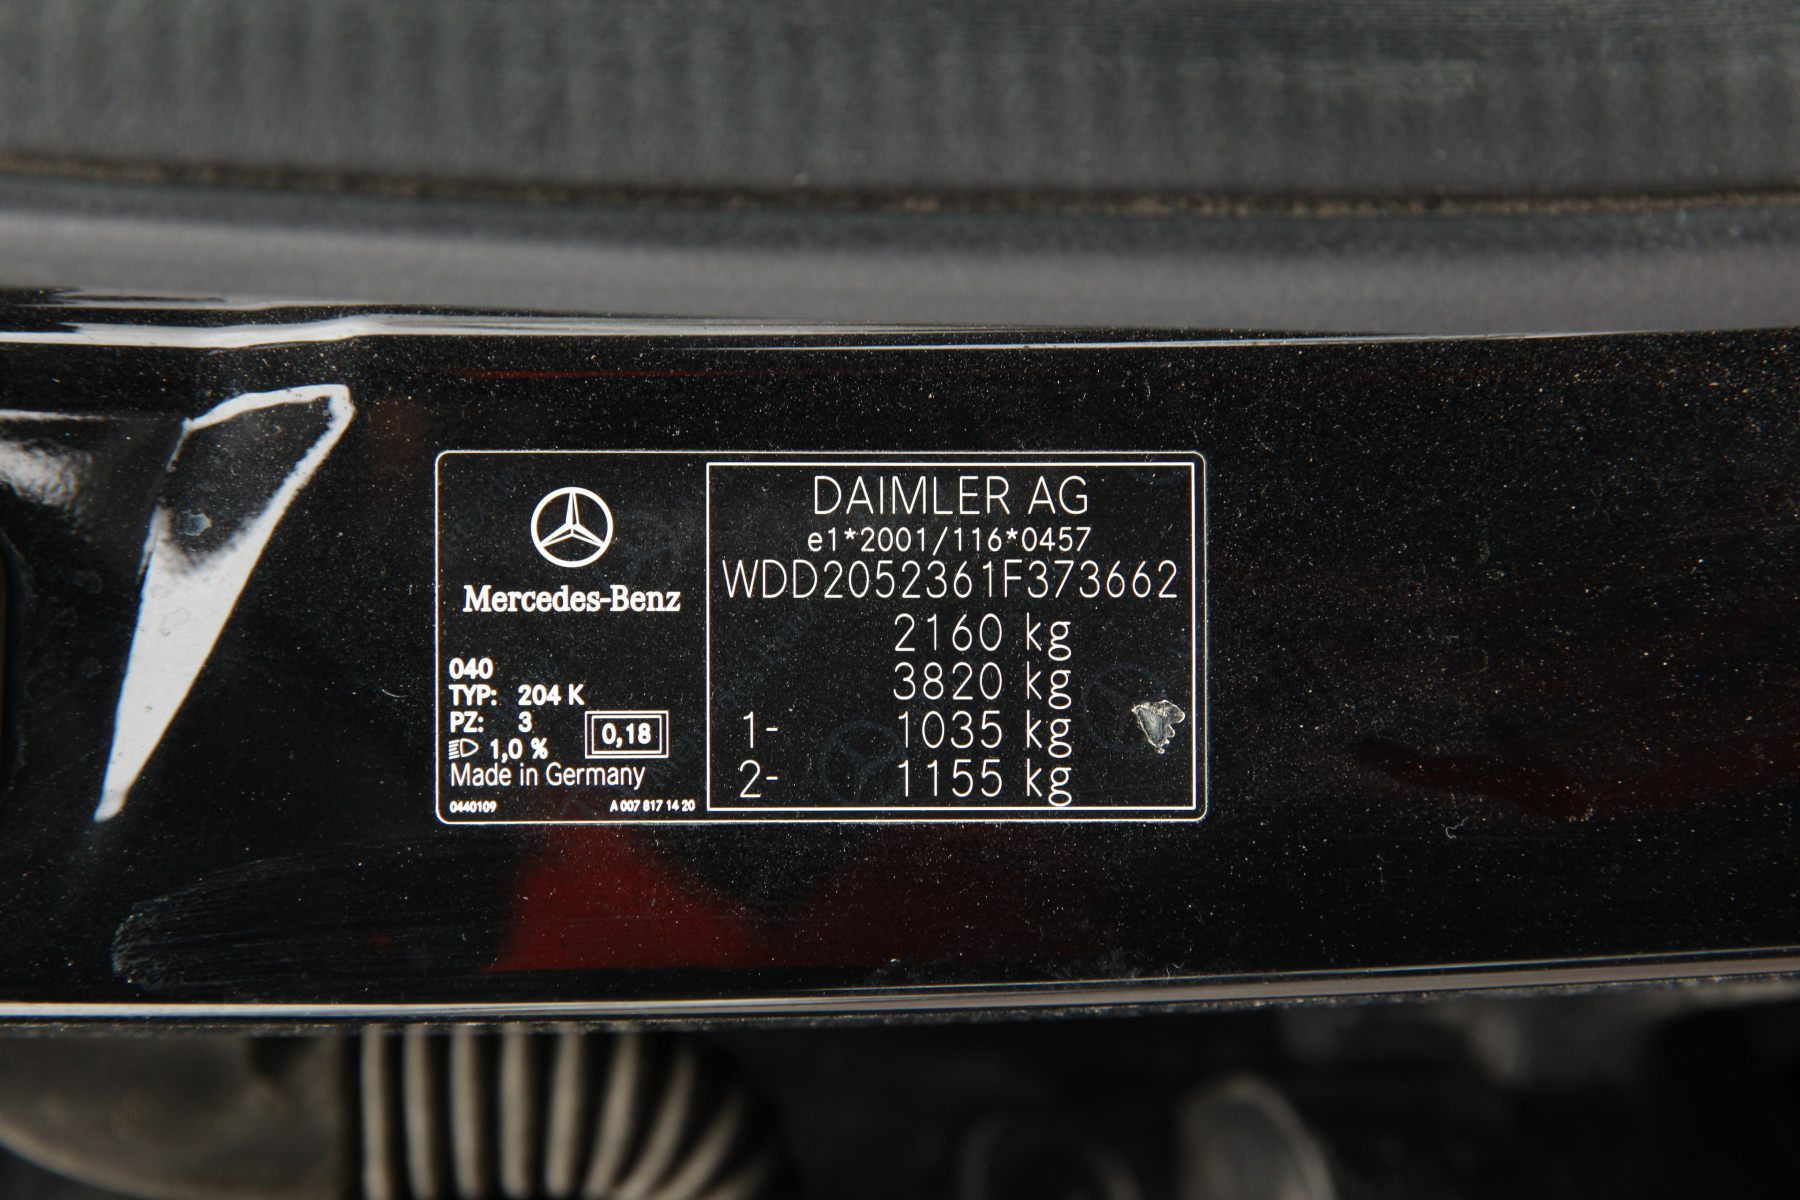 Mercedes-Benz
040
TYP: 204 K
PZ: 3
1,0 %
0,18
Made in Germany
0440109
A 007 817 14 20
DAIMLER AG
e1*2001/116*0457
WDD2052361F373662
2160 kg
3820 kg
1- 1035 kg
2- 1155 kg